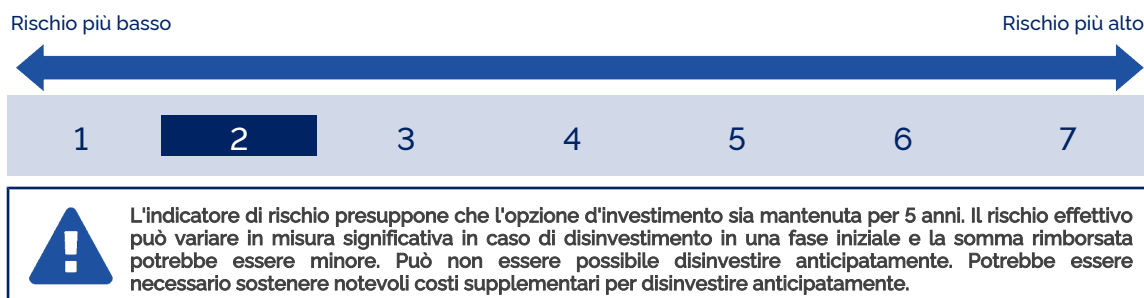 Rischio più basso Rischio più alto
1 2 3 4 5 6 7
L'indicatore di rischio presuppone che l'opzione d'investimento sia mantenuta per 5 anni. Il rischio effettivo
può variare in misura significativa in caso di disinvestimento in una fase iniziale e la somma rimborsata
potrebbe essere minore. Può non essere possibile disinvestire anticipatamente. Potrebbe essere
necessario sostenere notevoli costi supplementari per disinvestire anticipatamente.